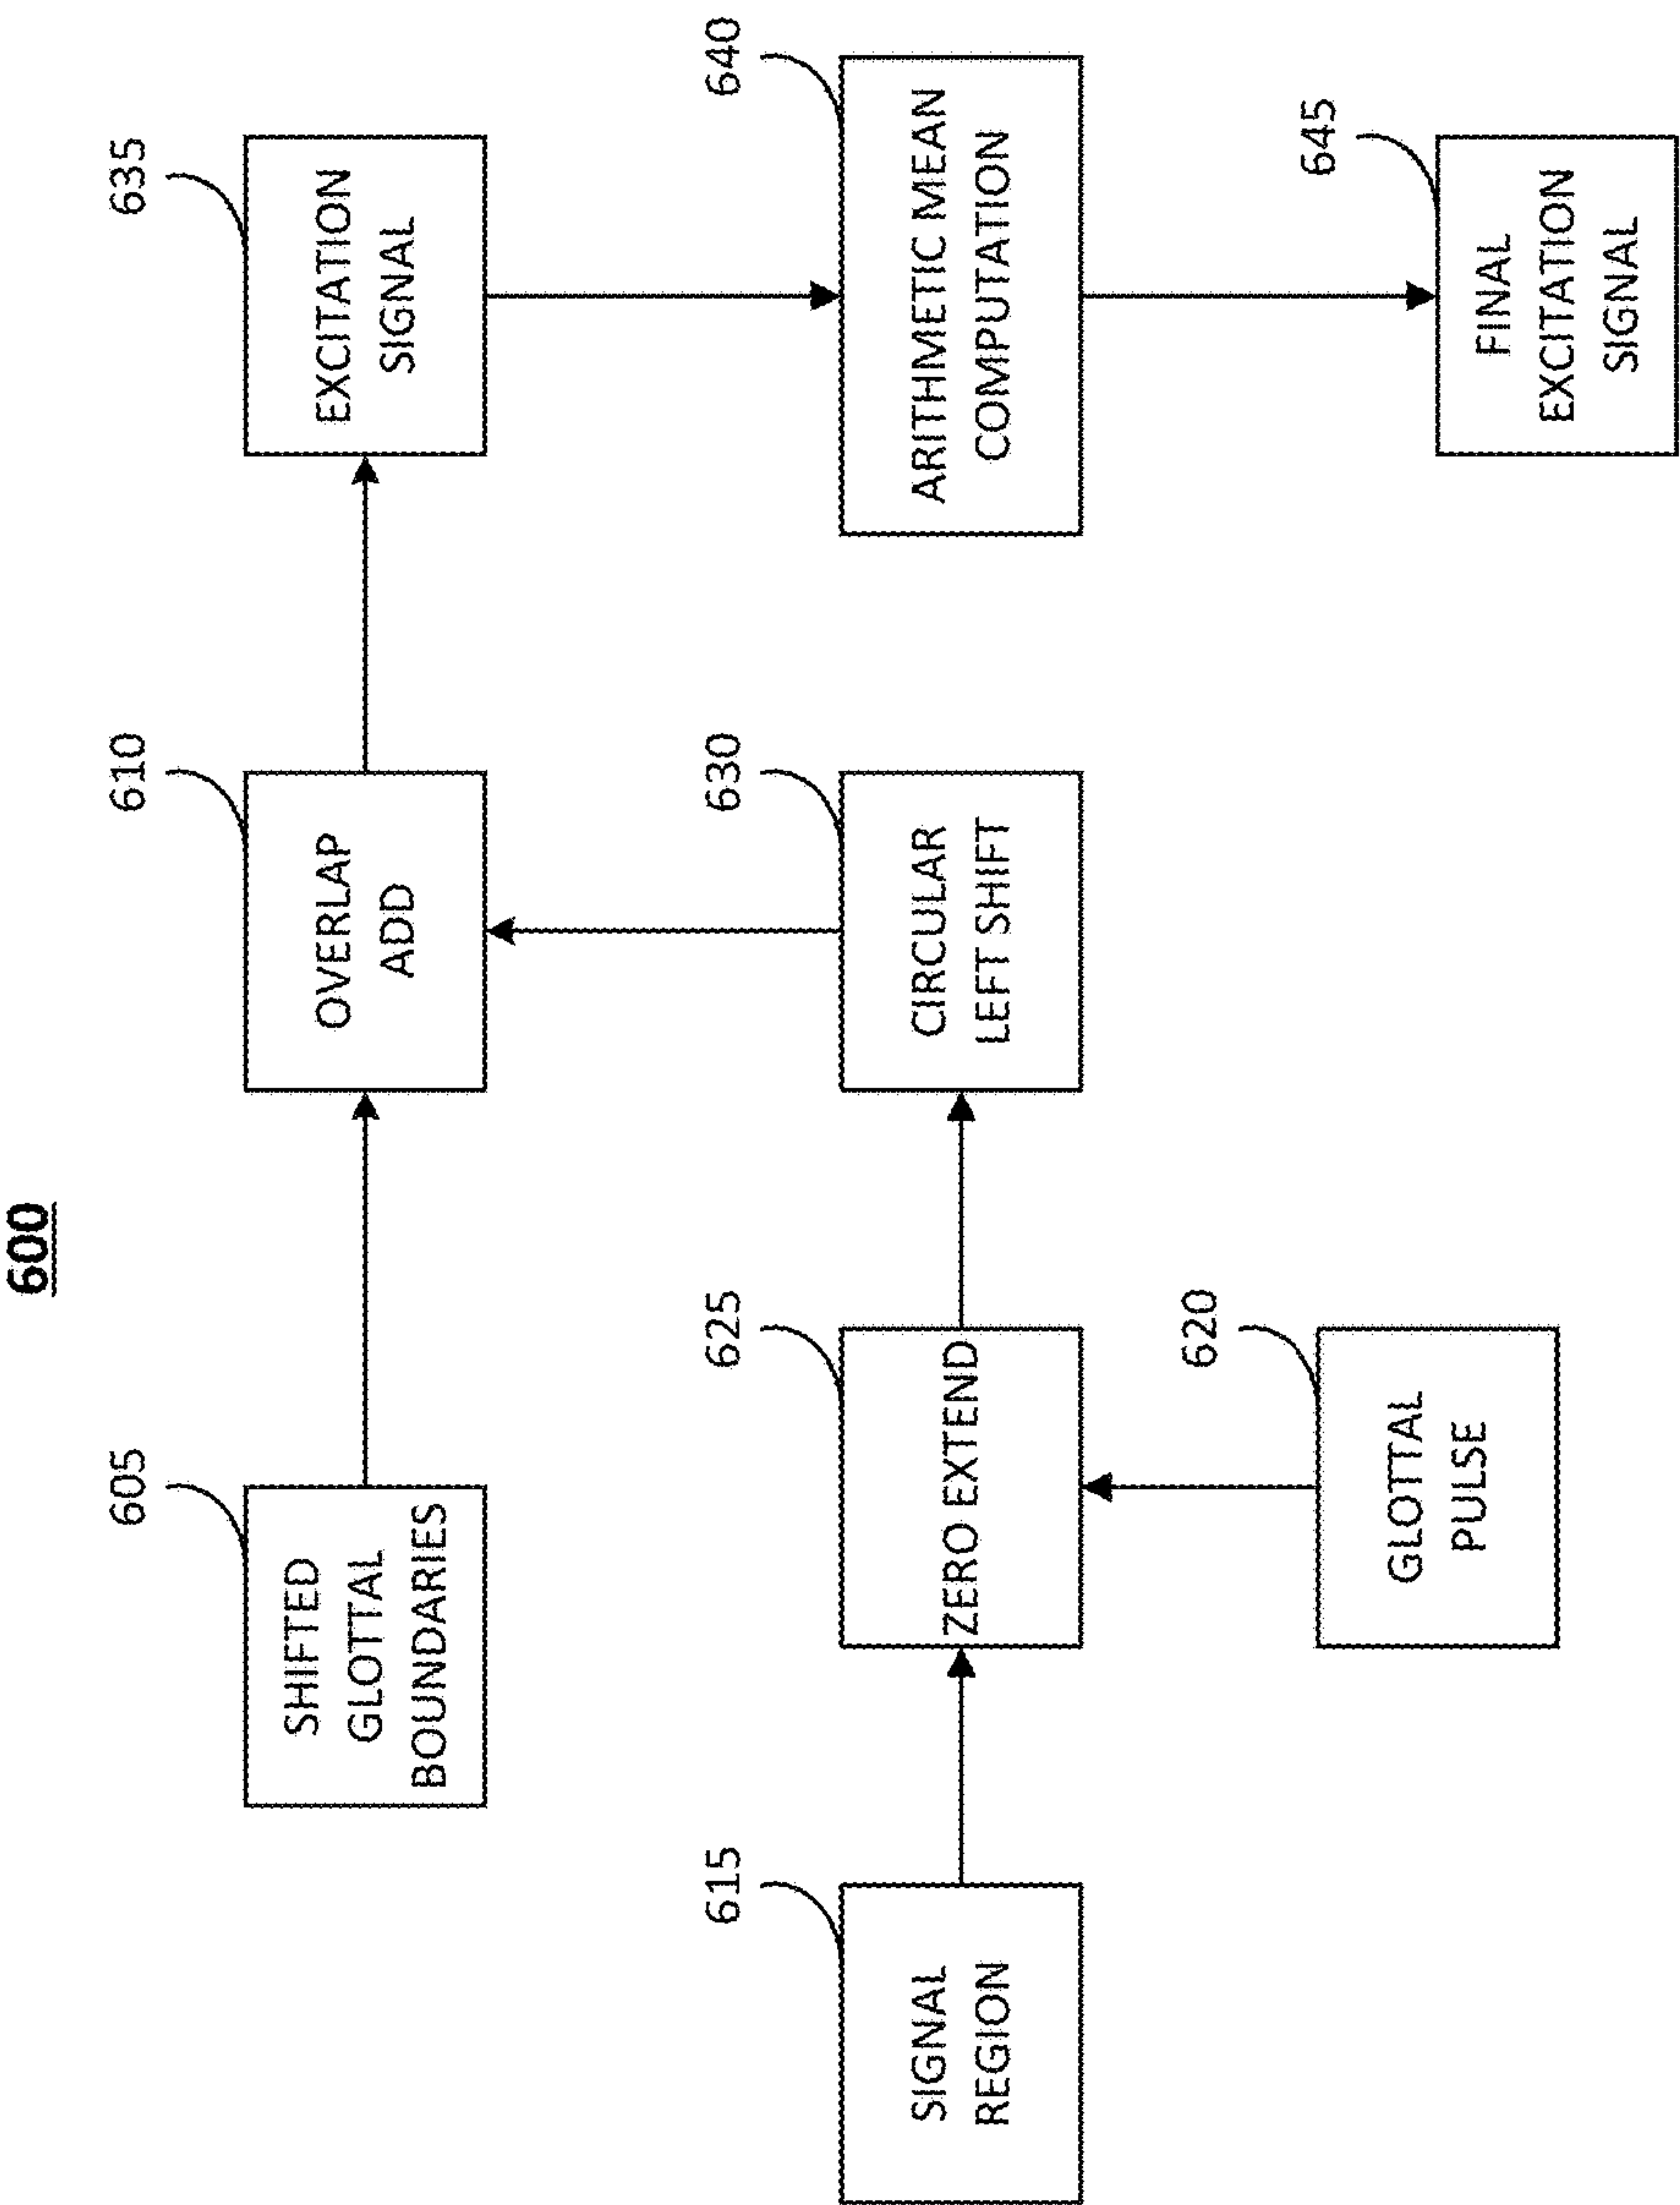 600
605
SHIFTED
GLOTTAL
BOUNDARIES
610
OVERLAP
ADD
635
EXCITATION
SIGNAL
615
SIGNAL
REGION
625
ZERO EXTEND
630
CIRCULAR
LEFT SHIFT
640
ARITHMETIC MEAN
COMPUTATION
620
GLOTTAL
PULSE
645
FINAL
EXCITATION
SIGNAL